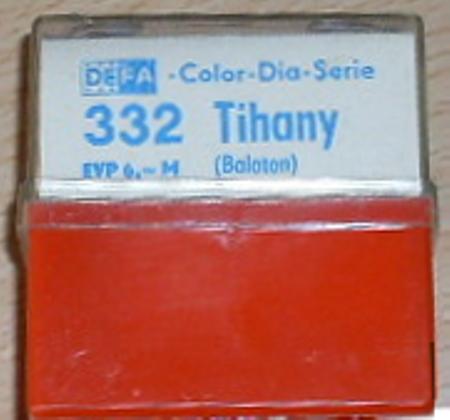 DEFA -Color-Dia-Serie
332 Tihany
EVP 6,- M (Balaton)